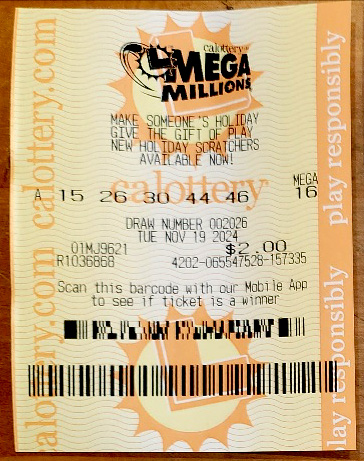 calottery
MEGA
MILLIONS
MAKE SOMEONE'S HOLIDAY
GIVE THE GIFT OF PLAY
NEW HOLIDAY SCRATCHERS
AVAILABLE NOW!
calottery
MEGA
A 15 26 30 44 46 16
DRAW NUMBER 002026
TUE NOV 19 2024
01MJ9621 $2.00
R1036868 4202-065547528-157335
Scan this barcode with our Mobile App
to see if ticket is a winner
calottery.com calottery.com
play responsibly
lay responsibly